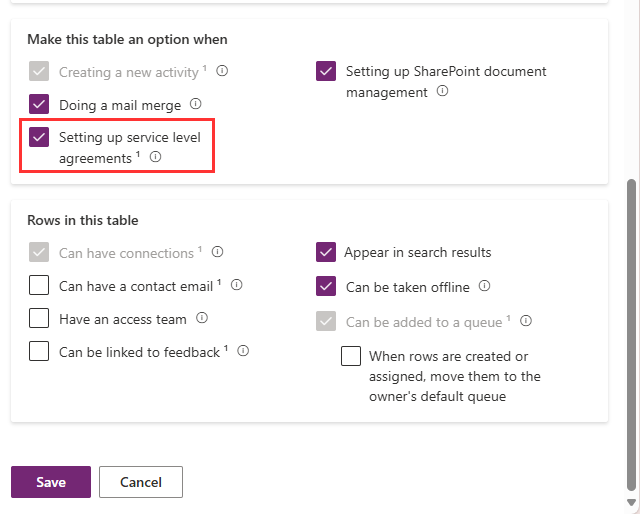 Make this table an option when
Creating a new activity ¹
Doing a mail merge
Setting up service level
agreements ¹
Setting up SharePoint document
management
Rows in this table
Can have connections ¹
Can have a contact email ¹
Have an access team
Can be linked to feedback ¹
Appear in search results
Can be taken offline
Can be added to a queue ¹
When rows are created or
assigned, move them to the
owner's default queue
Save
Cancel